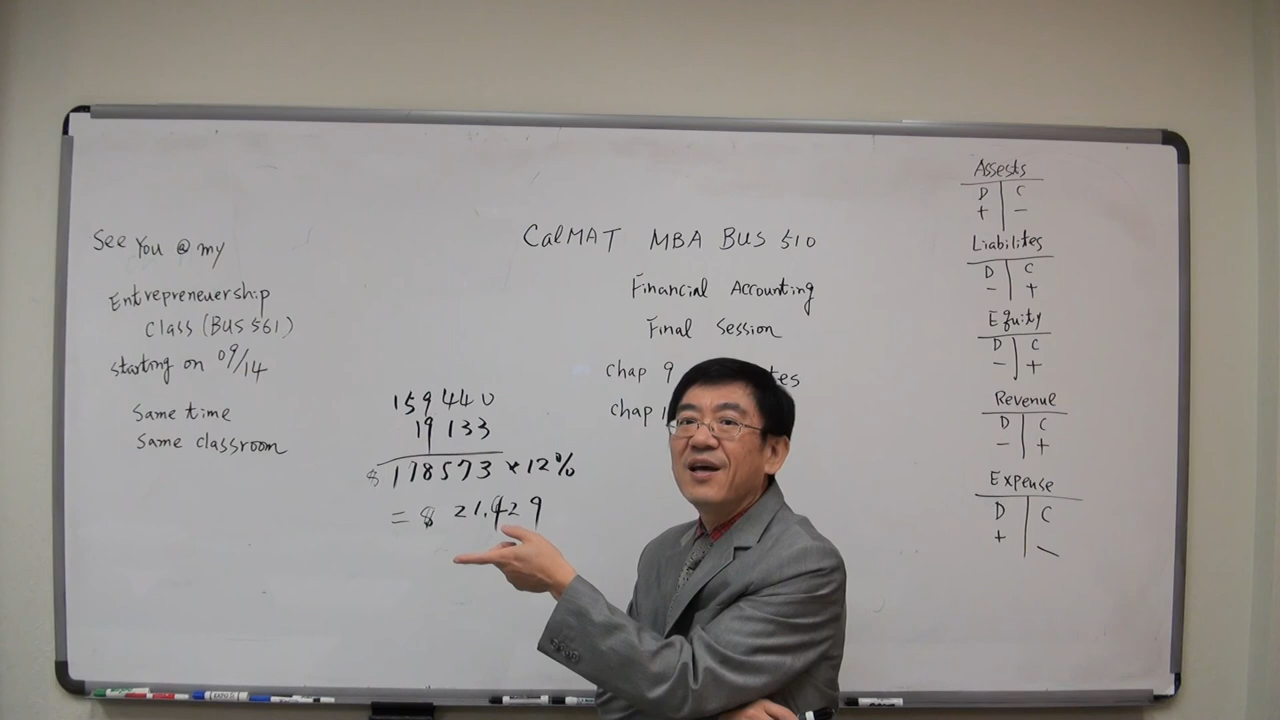 See You @ my
Entrepreneuership
Class (BUS 561)
starting on 09/14
Same time
Same classroom
159440
19133
$ 178573 * 12%
= $ 21,429
CalMAT MBA BUS 510
Financial Accounting
Final Session
Chap 9
Chap
Assests
D C
+ -
Liabilites
D C
- +
Equity
D C
- +
Revenue
D C
- +
Expense
D C
+ -